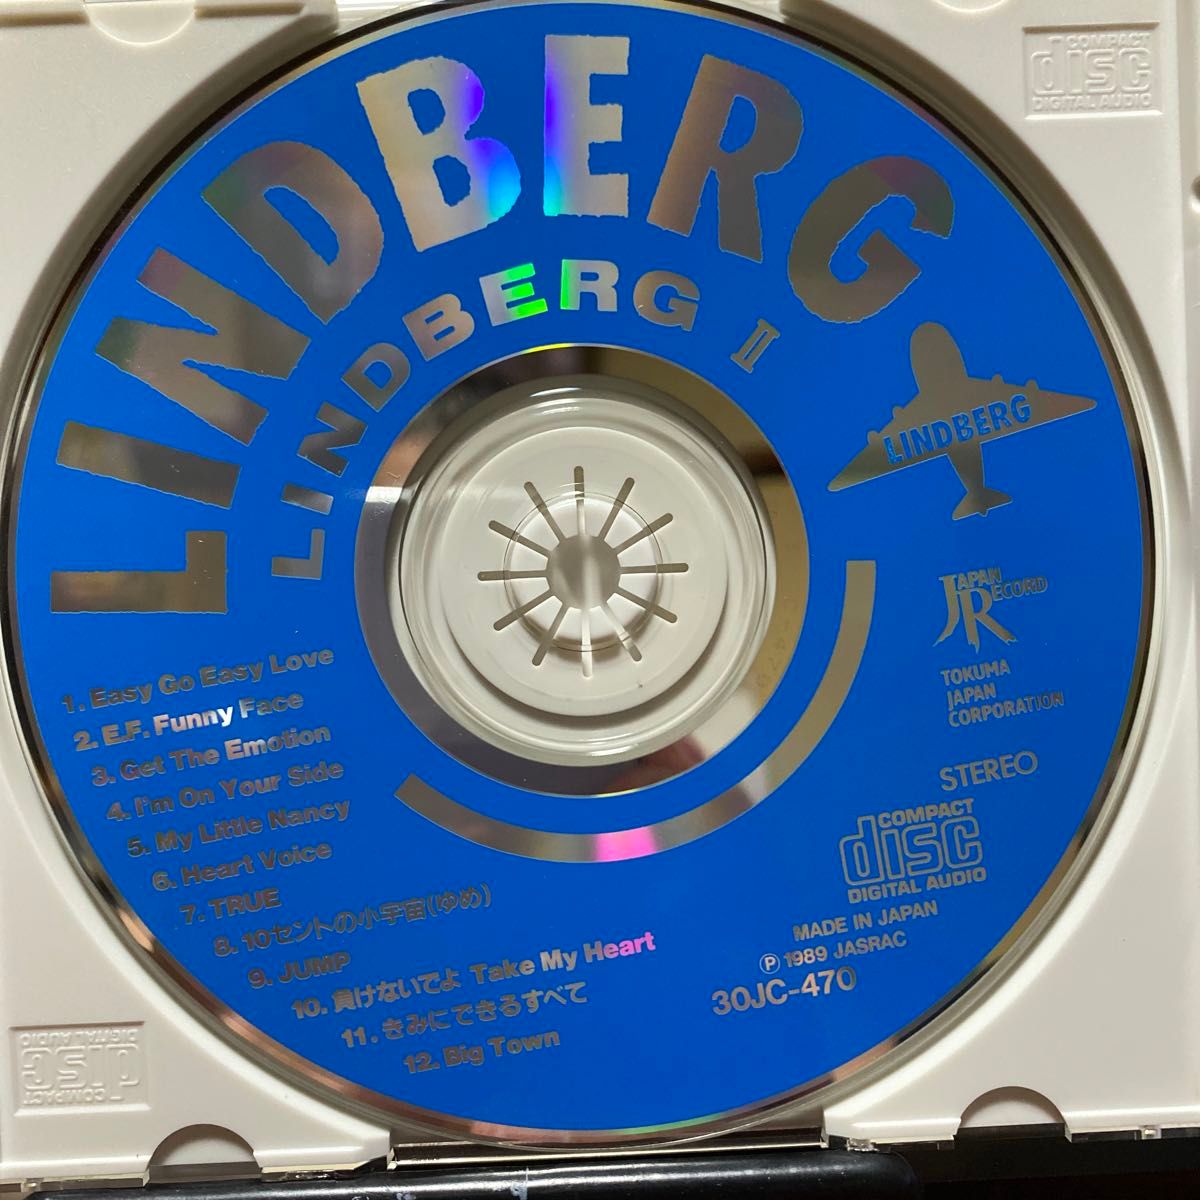 COMPACT
disc
DIGITAL AUDIO
LINDBERG
LINDBERG II
LINDBERG
JAPAN
RECORD
TOKUMA
JAPAN
CORPORATION
1. Easy Go Easy Love
2. E.F. Funny Face
3. Get The Emotion
4. I'm On Your Side
5. My Little Nancy
6. Heart Voice
7. TRUE
8. 10セントの小宇宙(ゆめ)
9. JUMP
10. 負けないでよ Take My Heart
11. きみにできるすべて
12. Big Town
STEREO
COMPACT
disc
DIGITAL AUDIO
MADE IN JAPAN
Ⓟ 1989 JASRAC
30JC-470
COMPACT
disc
DIGITAL AUDIO